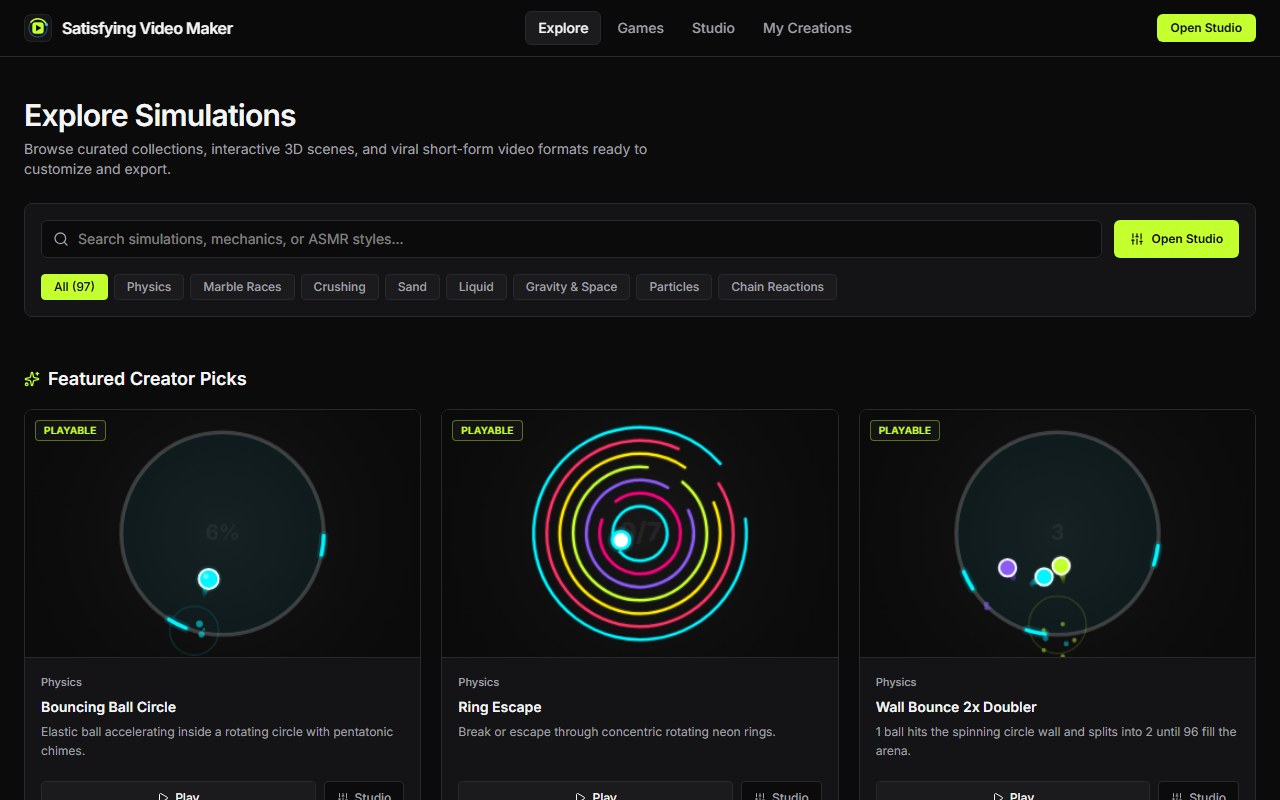 Satisfying Video Maker
Explore
Games
Studio
My Creations
Open Studio
Explore Simulations
Browse curated collections, interactive 3D scenes, and viral short-form video formats ready to
customize and export.
Search simulations, mechanics, or ASMR styles...
Open Studio
All (97)
Physics
Marble Races
Crushing
Sand
Liquid
Gravity & Space
Particles
Chain Reactions
Featured Creator Picks
PLAYABLE
6%
Physics
Bouncing Ball Circle
Elastic ball accelerating inside a rotating circle with pentatonic
chimes.
Play
Studio
PLAYABLE
Physics
Ring Escape
Break or escape through concentric rotating neon rings.
Play
Studio
PLAYABLE
3
Physics
Wall Bounce 2x Doubler
1 ball hits the spinning circle wall and splits into 2 until 96 fill the
arena.
Play
Studio